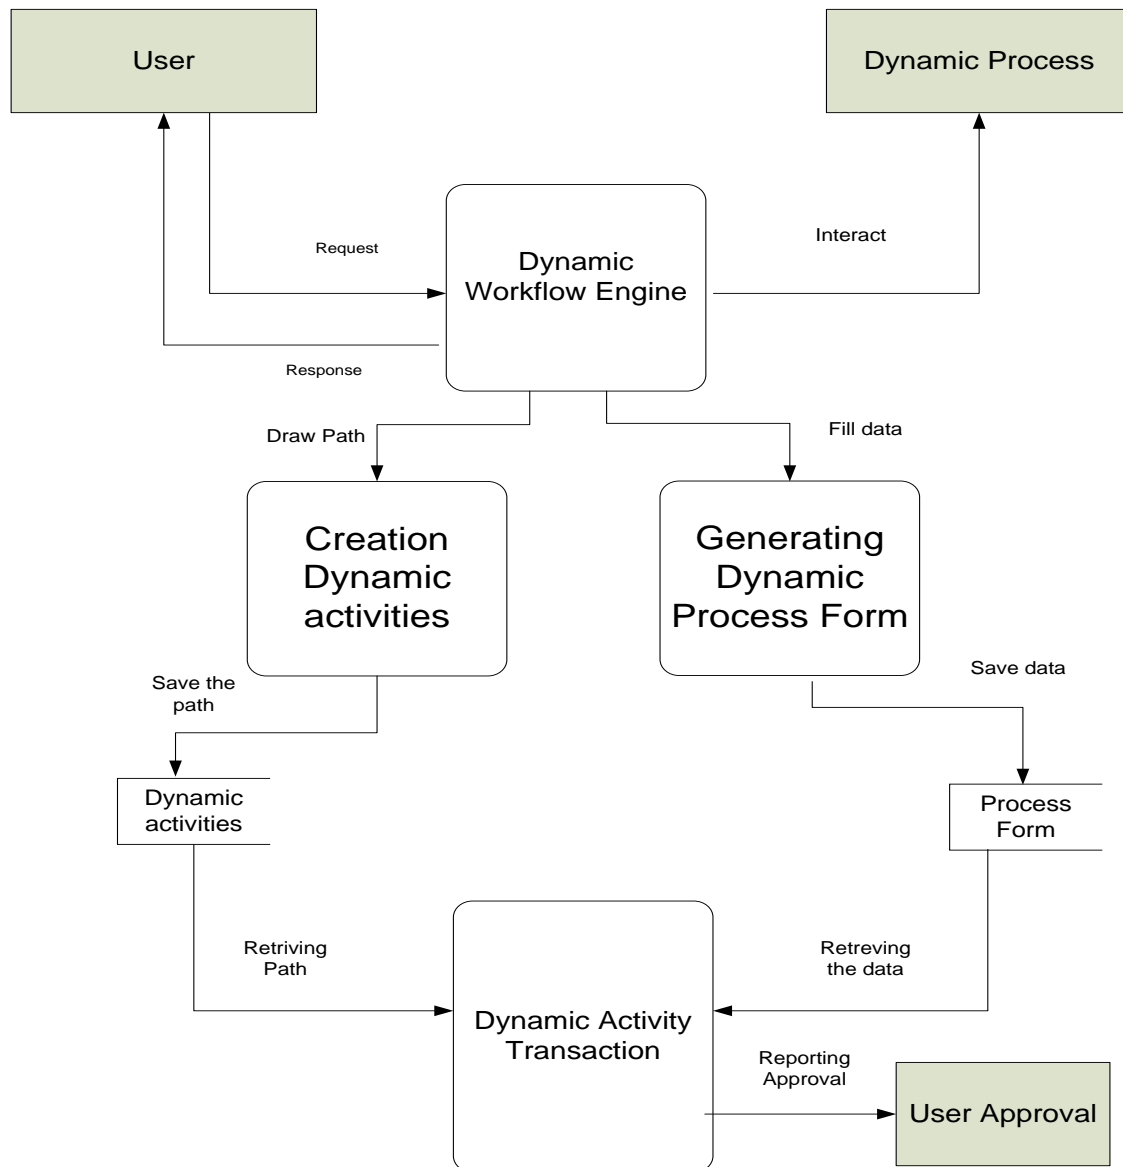 User
Dynamic Process
Interact
Request
Dynamic
Workflow Engine
Response
Draw Path
Fill data
Creation
Dynamic
activities
Generating
Dynamic
Process Form
Save the
path
Save data
Dynamic
activities
Process
Form
Retriving
Path
Retreving
the data
Dynamic Activity
Transaction
Reporting
Approval
User Approval